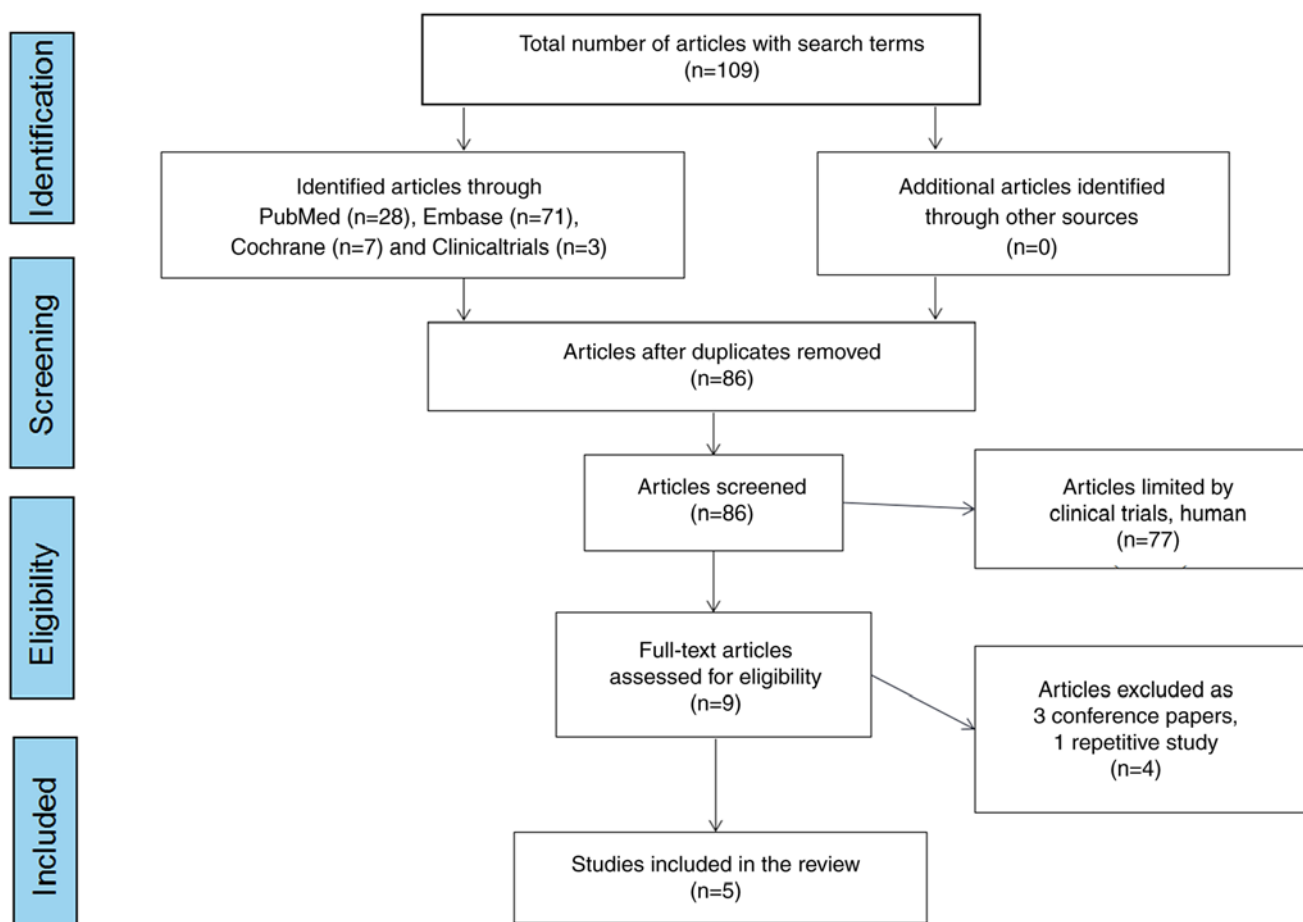 Identification
Total number of articles with search terms
(n=109)
Identified articles through
PubMed (n=28), Embase (n=71),
Cochrane (n=7) and Clinicaltrials (n=3)
Additional articles identified
through other sources
(n=0)
Screening
Articles after duplicates removed
(n=86)
Articles screened
(n=86)
Articles limited by
clinical trials, human
(n=77)
Eligibility
Full-text articles
assessed for eligibility
(n=9)
Articles excluded as
3 conference papers,
1 repetitive study
(n=4)
Included
Studies included in the review
(n=5)